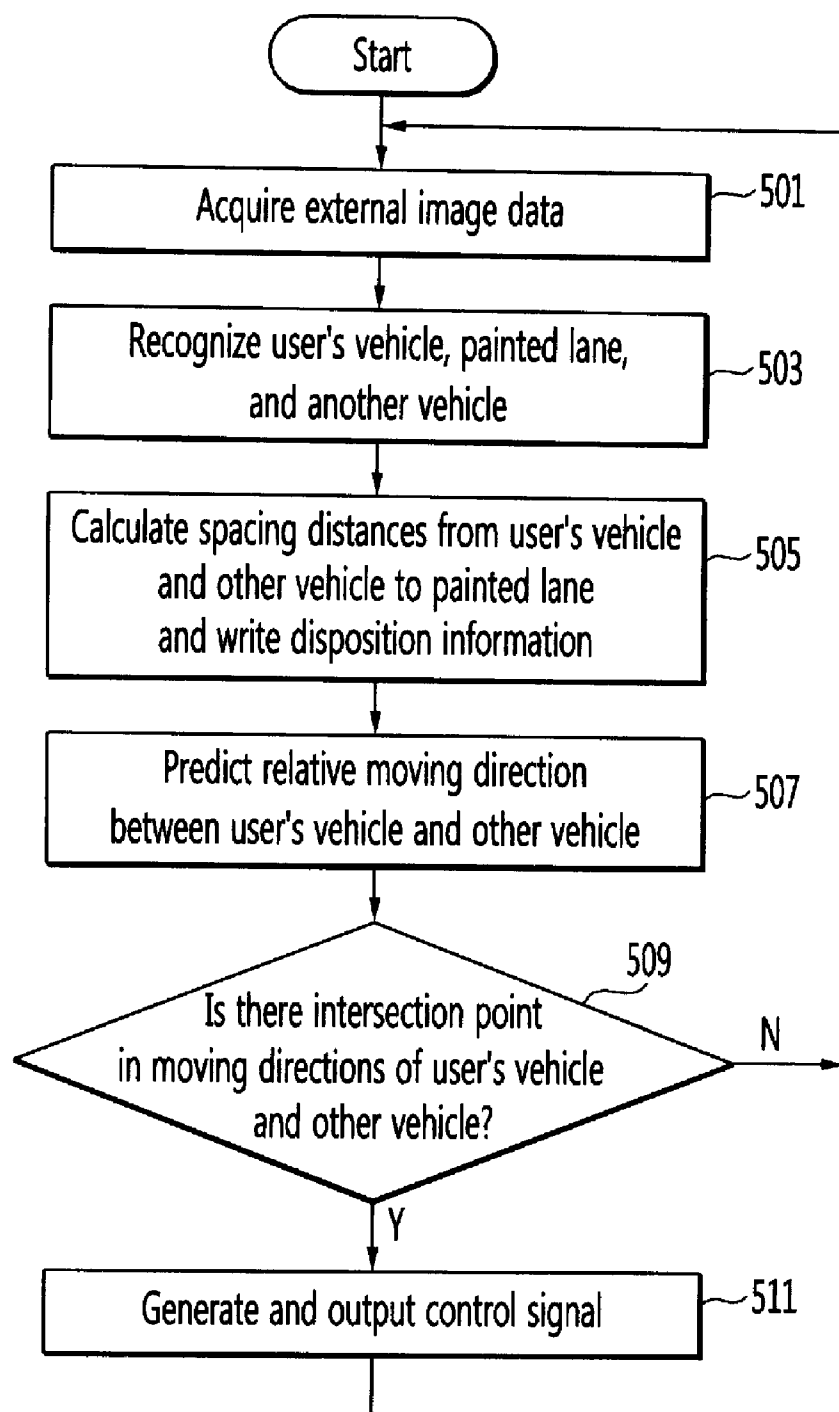 Start
Acquire external image data
501
Recognize user's vehicle, painted lane,
and another vehicle
503
Calculate spacing distances from user's vehicle
and other vehicle to painted lane
and write disposition information
505
Predict relative moving direction
between user's vehicle and other vehicle
507
509
Is there intersection point
in moving directions of user's vehicle
and other vehicle?
N
Y
Generate and output control signal
511